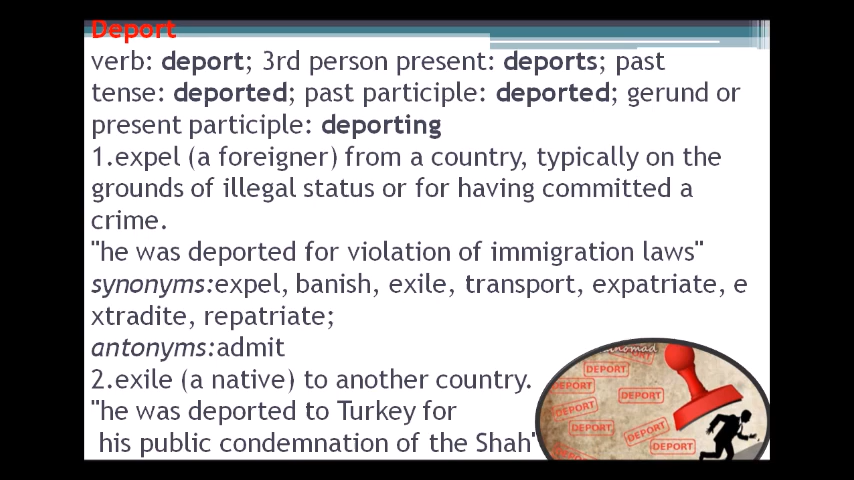 Deport
verb: deport; 3rd person present: deports; past
tense: deported; past participle: deported; gerund or
present participle: deporting
1.expel (a foreigner) from a country, typically on the
grounds of illegal status or for having committed a
crime.
"he was deported for violation of immigration laws"
synonyms:expel, banish, exile, transport, expatriate, e
xtradite, repatriate;
antonyms:admit
2.exile (a native) to another country.
"he was deported to Turkey for
his public condemnation of the Shah"
nomad
DEPORT
DEPORT
DEPORT
DEPORT
DEPORT
DEPORT
DEPORT